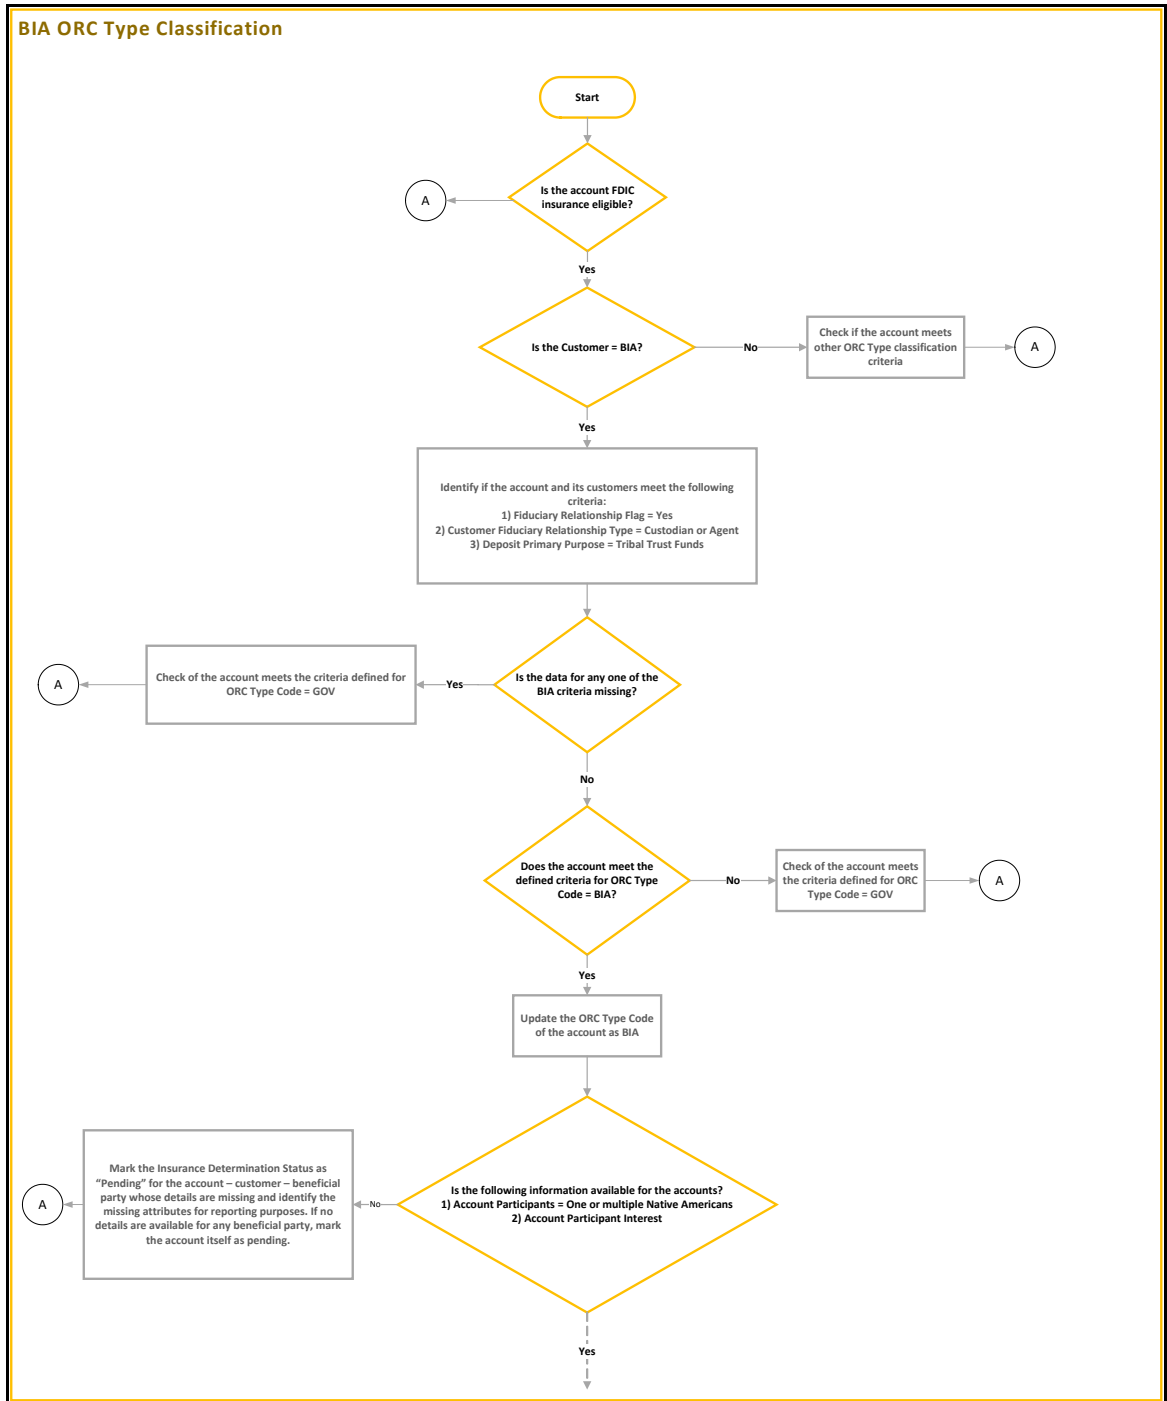 BIA ORC Type Classification
Start
Is the account FDIC
insurance eligible?
A
Yes
Is the Customer = BIA?
No
Check if the account meets
other ORC Type classification
criteria
A
Yes
Identify if the account and its customers meet the following
criteria:
1) Fiduciary Relationship Flag = Yes
2) Customer Fiduciary Relationship Type = Custodian or Agent
3) Deposit Primary Purpose = Tribal Trust Funds
Is the data for any one of the
BIA criteria missing?
Yes
Check of the account meets the criteria defined for
ORC Type Code = GOV
A
No
Does the account meet the
defined criteria for ORC Type
Code = BIA?
No
Check of the account meets
the criteria defined for ORC
Type Code = GOV
A
Yes
Update the ORC Type Code
of the account as BIA
Is the following information available for the accounts?
1) Account Participants = One or multiple Native Americans
2) Account Participant Interest
No
Mark the Insurance Determination Status as
“Pending” for the account – customer – beneficial
party whose details are missing and identify the
missing attributes for reporting purposes. If no
details are available for any beneficial party, mark
the account itself as pending.
A
Yes